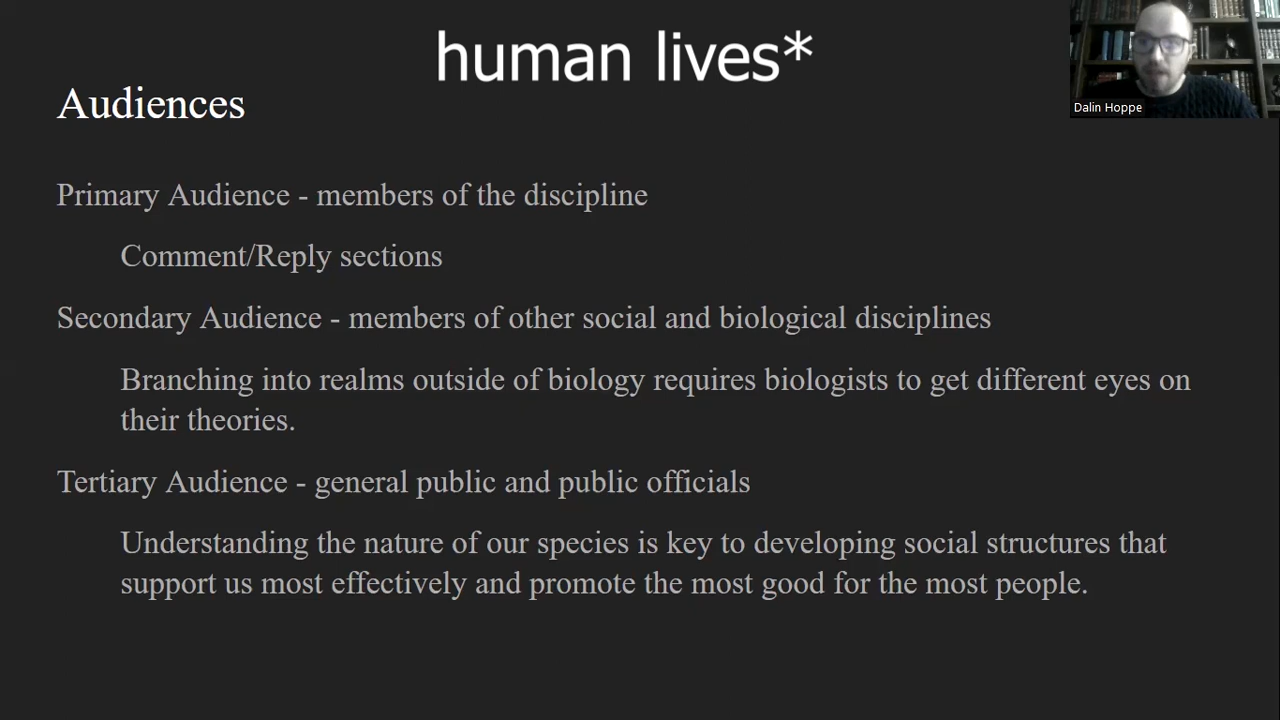 human lives*
Dalin Hoppe
Audiences
Primary Audience - members of the discipline
Comment/Reply sections
Secondary Audience - members of other social and biological disciplines
Branching into realms outside of biology requires biologists to get different eyes on
their theories.
Tertiary Audience - general public and public officials
Understanding the nature of our species is key to developing social structures that
support us most effectively and promote the most good for the most people.